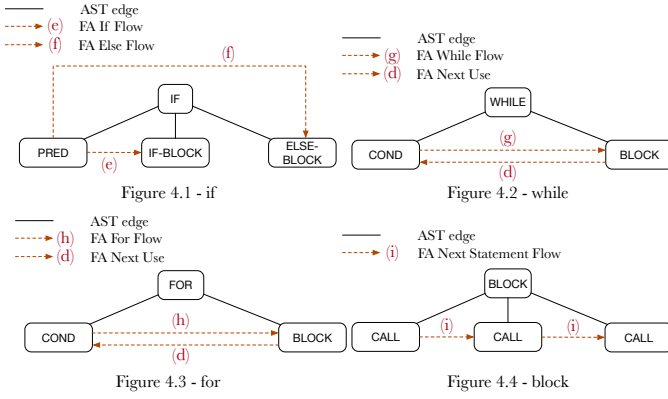 AST edge
(e) FA If Flow
(f) FA Else Flow
(f)
IF
PRED
IF-BLOCK
ELSE-
BLOCK
(e)
Figure 4.1 - if
AST edge
(g) FA While Flow
(d) FA Next Use
WHILE
(g)
COND
BLOCK
(d)
Figure 4.2 - while
AST edge
(h) FA For Flow
(d) FA Next Use
FOR
(h)
COND
BLOCK
(d)
Figure 4.3 - for
AST edge
(i) FA Next Statement Flow
BLOCK
(i) (i)
CALL CALL CALL
Figure 4.4 - block